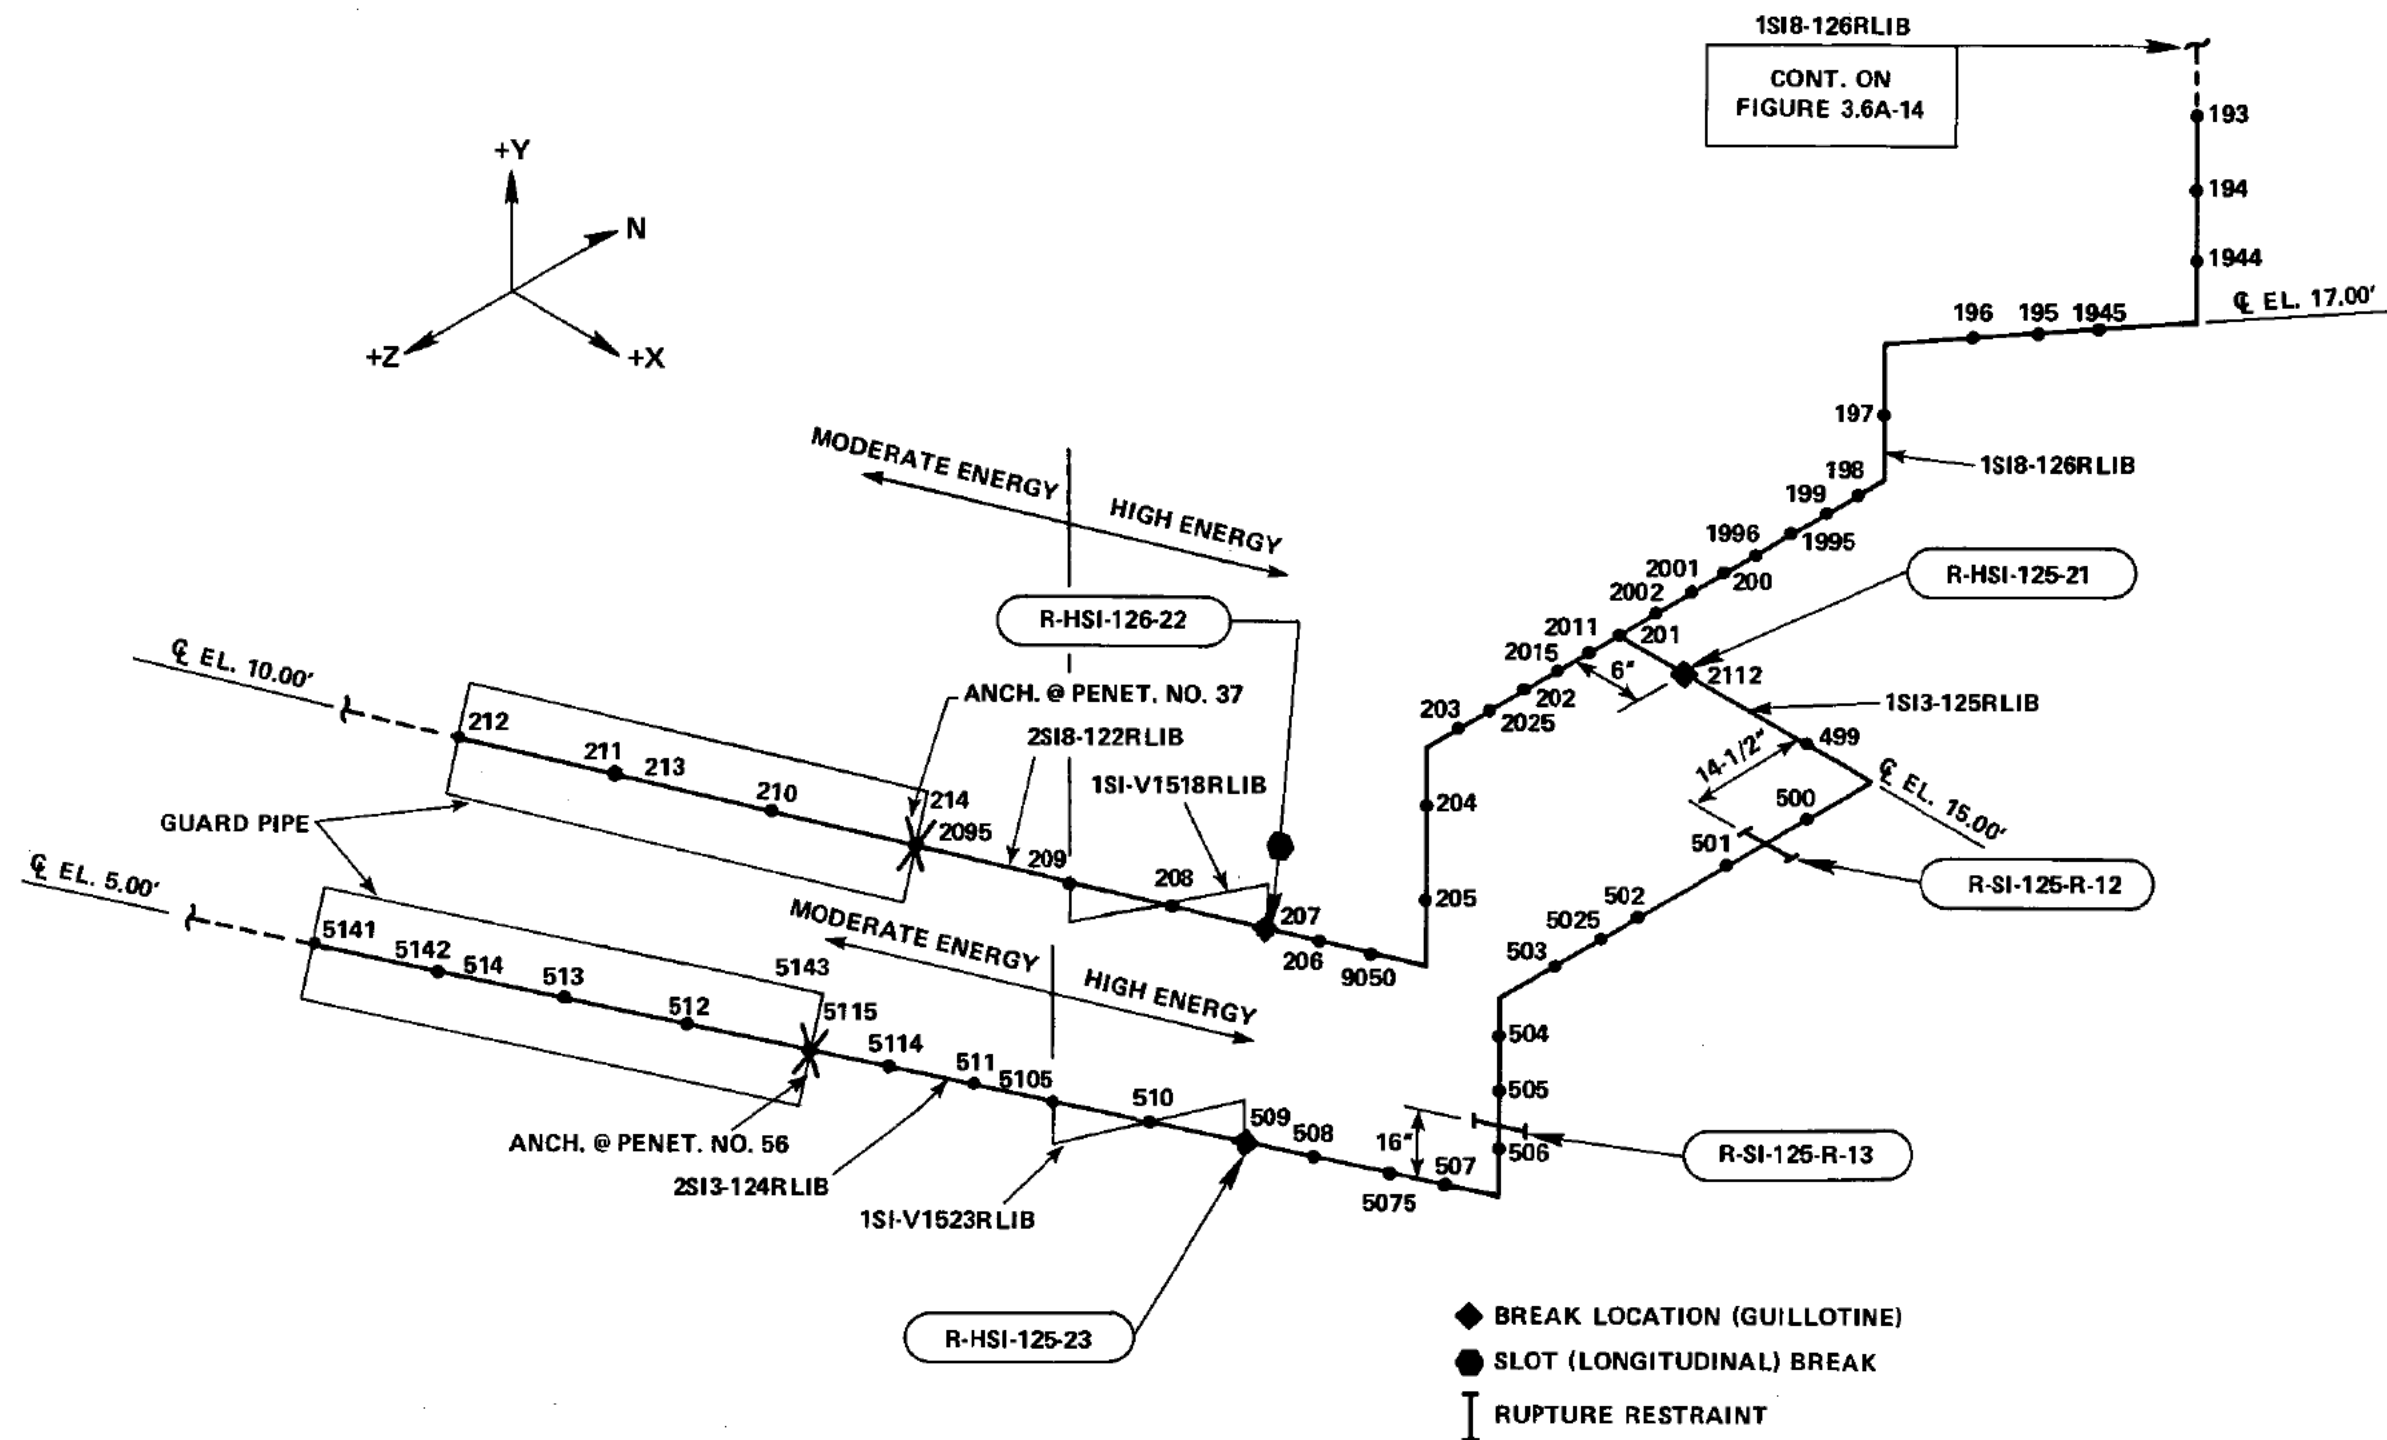 1SI8-126RLIB
CONT. ON
FIGURE 3.6A-14
193
194
1944
+Y
N
+Z
+X
℄ EL. 17.00'
196
195
1945
197
1SI8-126RLIB
198
199
1996
1995
2001
200
2002
2011
201
2015
202
203
2025
6"
R-HSI-125-21
2112
1SI3-125RLIB
499
14-1/2"
℄ EL. 15.00'
500
501
R-SI-125-R-12
502
5025
503
504
505
506
16"
R-SI-125-R-13
MODERATE ENERGY
HIGH ENERGY
R-HSI-126-22
℄ EL. 10.00'
ANCH. @ PENET. NO. 37
2SI8-122RLIB
1SI-V1518RLIB
212
211
213
210
214
2095
209
208
207
206
9050
204
205
GUARD PIPE
℄ EL. 5.00'
MODERATE ENERGY
HIGH ENERGY
5141
5142
514
513
512
5143
5115
5114
511
5105
510
509
508
507
5075
ANCH. @ PENET. NO. 56
2SI3-124RLIB
1SI-V1523RLIB
R-HSI-125-23
BREAK LOCATION (GUILLOTINE)
SLOT (LONGITUDINAL) BREAK
RUPTURE RESTRAINT